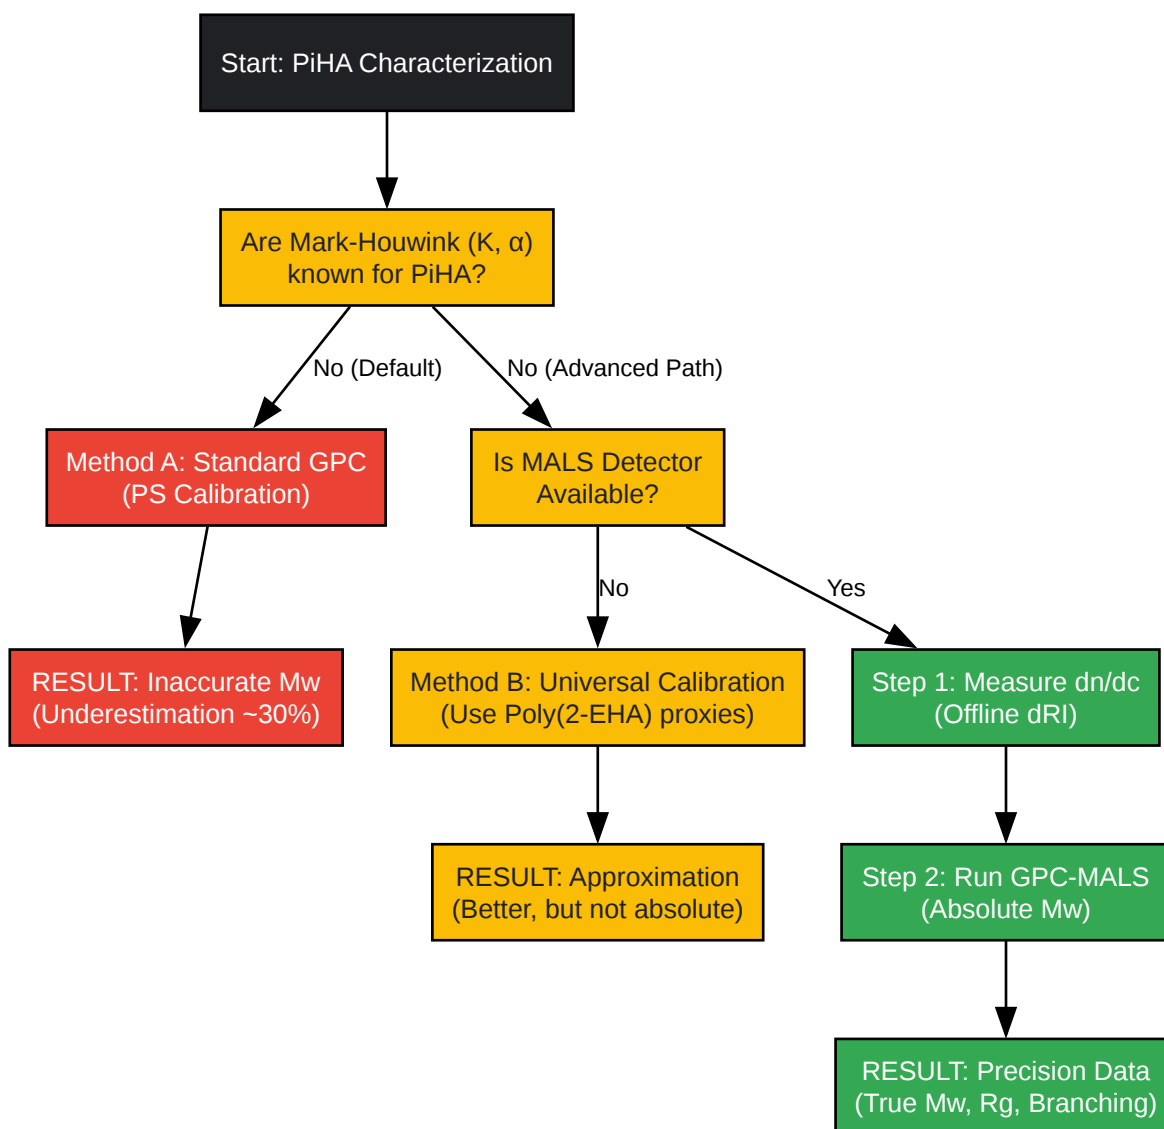 Start: PiHA Characterization
Are Mark-Houwink (K, α)
known for PiHA?
No (Default)
No (Advanced Path)
Method A: Standard GPC
(PS Calibration)
Is MALS Detector
Available?
No
Yes
RESULT: Inaccurate Mw
(Underestimation ~30%)
Method B: Universal Calibration
(Use Poly(2-EHA) proxies)
Step 1: Measure dn/dc
(Offline dRI)
RESULT: Approximation
(Better, but not absolute)
Step 2: Run GPC-MALS
(Absolute Mw)
RESULT: Precision Data
(True Mw, Rg, Branching)